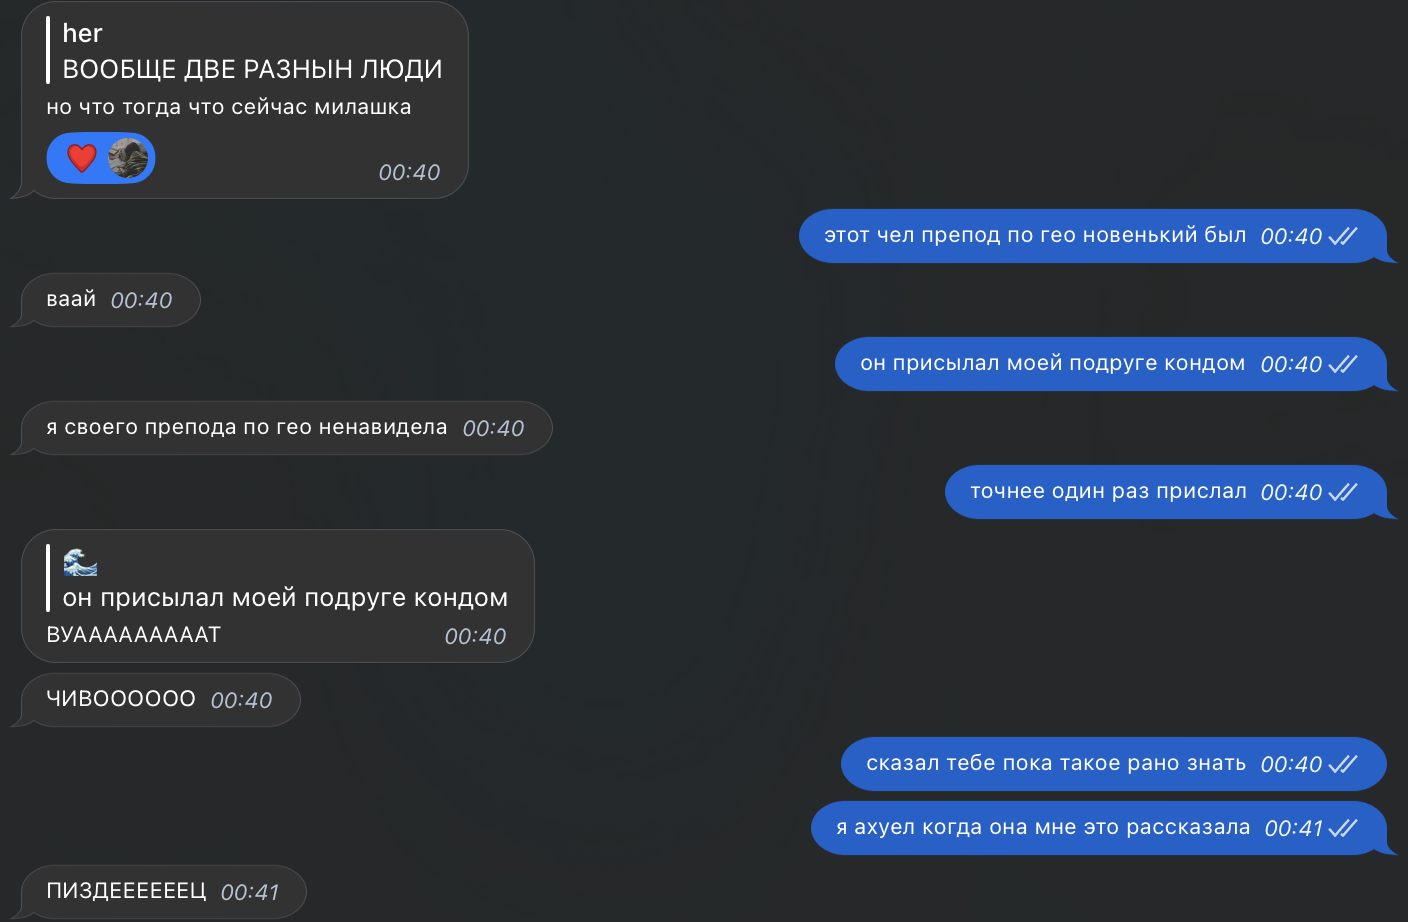 her
ВООБЩЕ ДВЕ РАЗНЫН ЛЮДИ
но что тогда что сейчас милашка
00:40
этот чел препод по гео новенький был 00:40
ваай 00:40
он присылал моей подруге кондом 00:40
я своего препода по гео ненавидела 00:40
точнее один раз прислал 00:40
он присылал моей подруге кондом
ВУАААААААААТ 00:40
ЧИВОООООО 00:40
сказал тебе пока такое рано знать 00:40
я ахуел когда она мне это рассказала 00:41
ПИЗДЕЕЕЕЕЕЦ 00:41